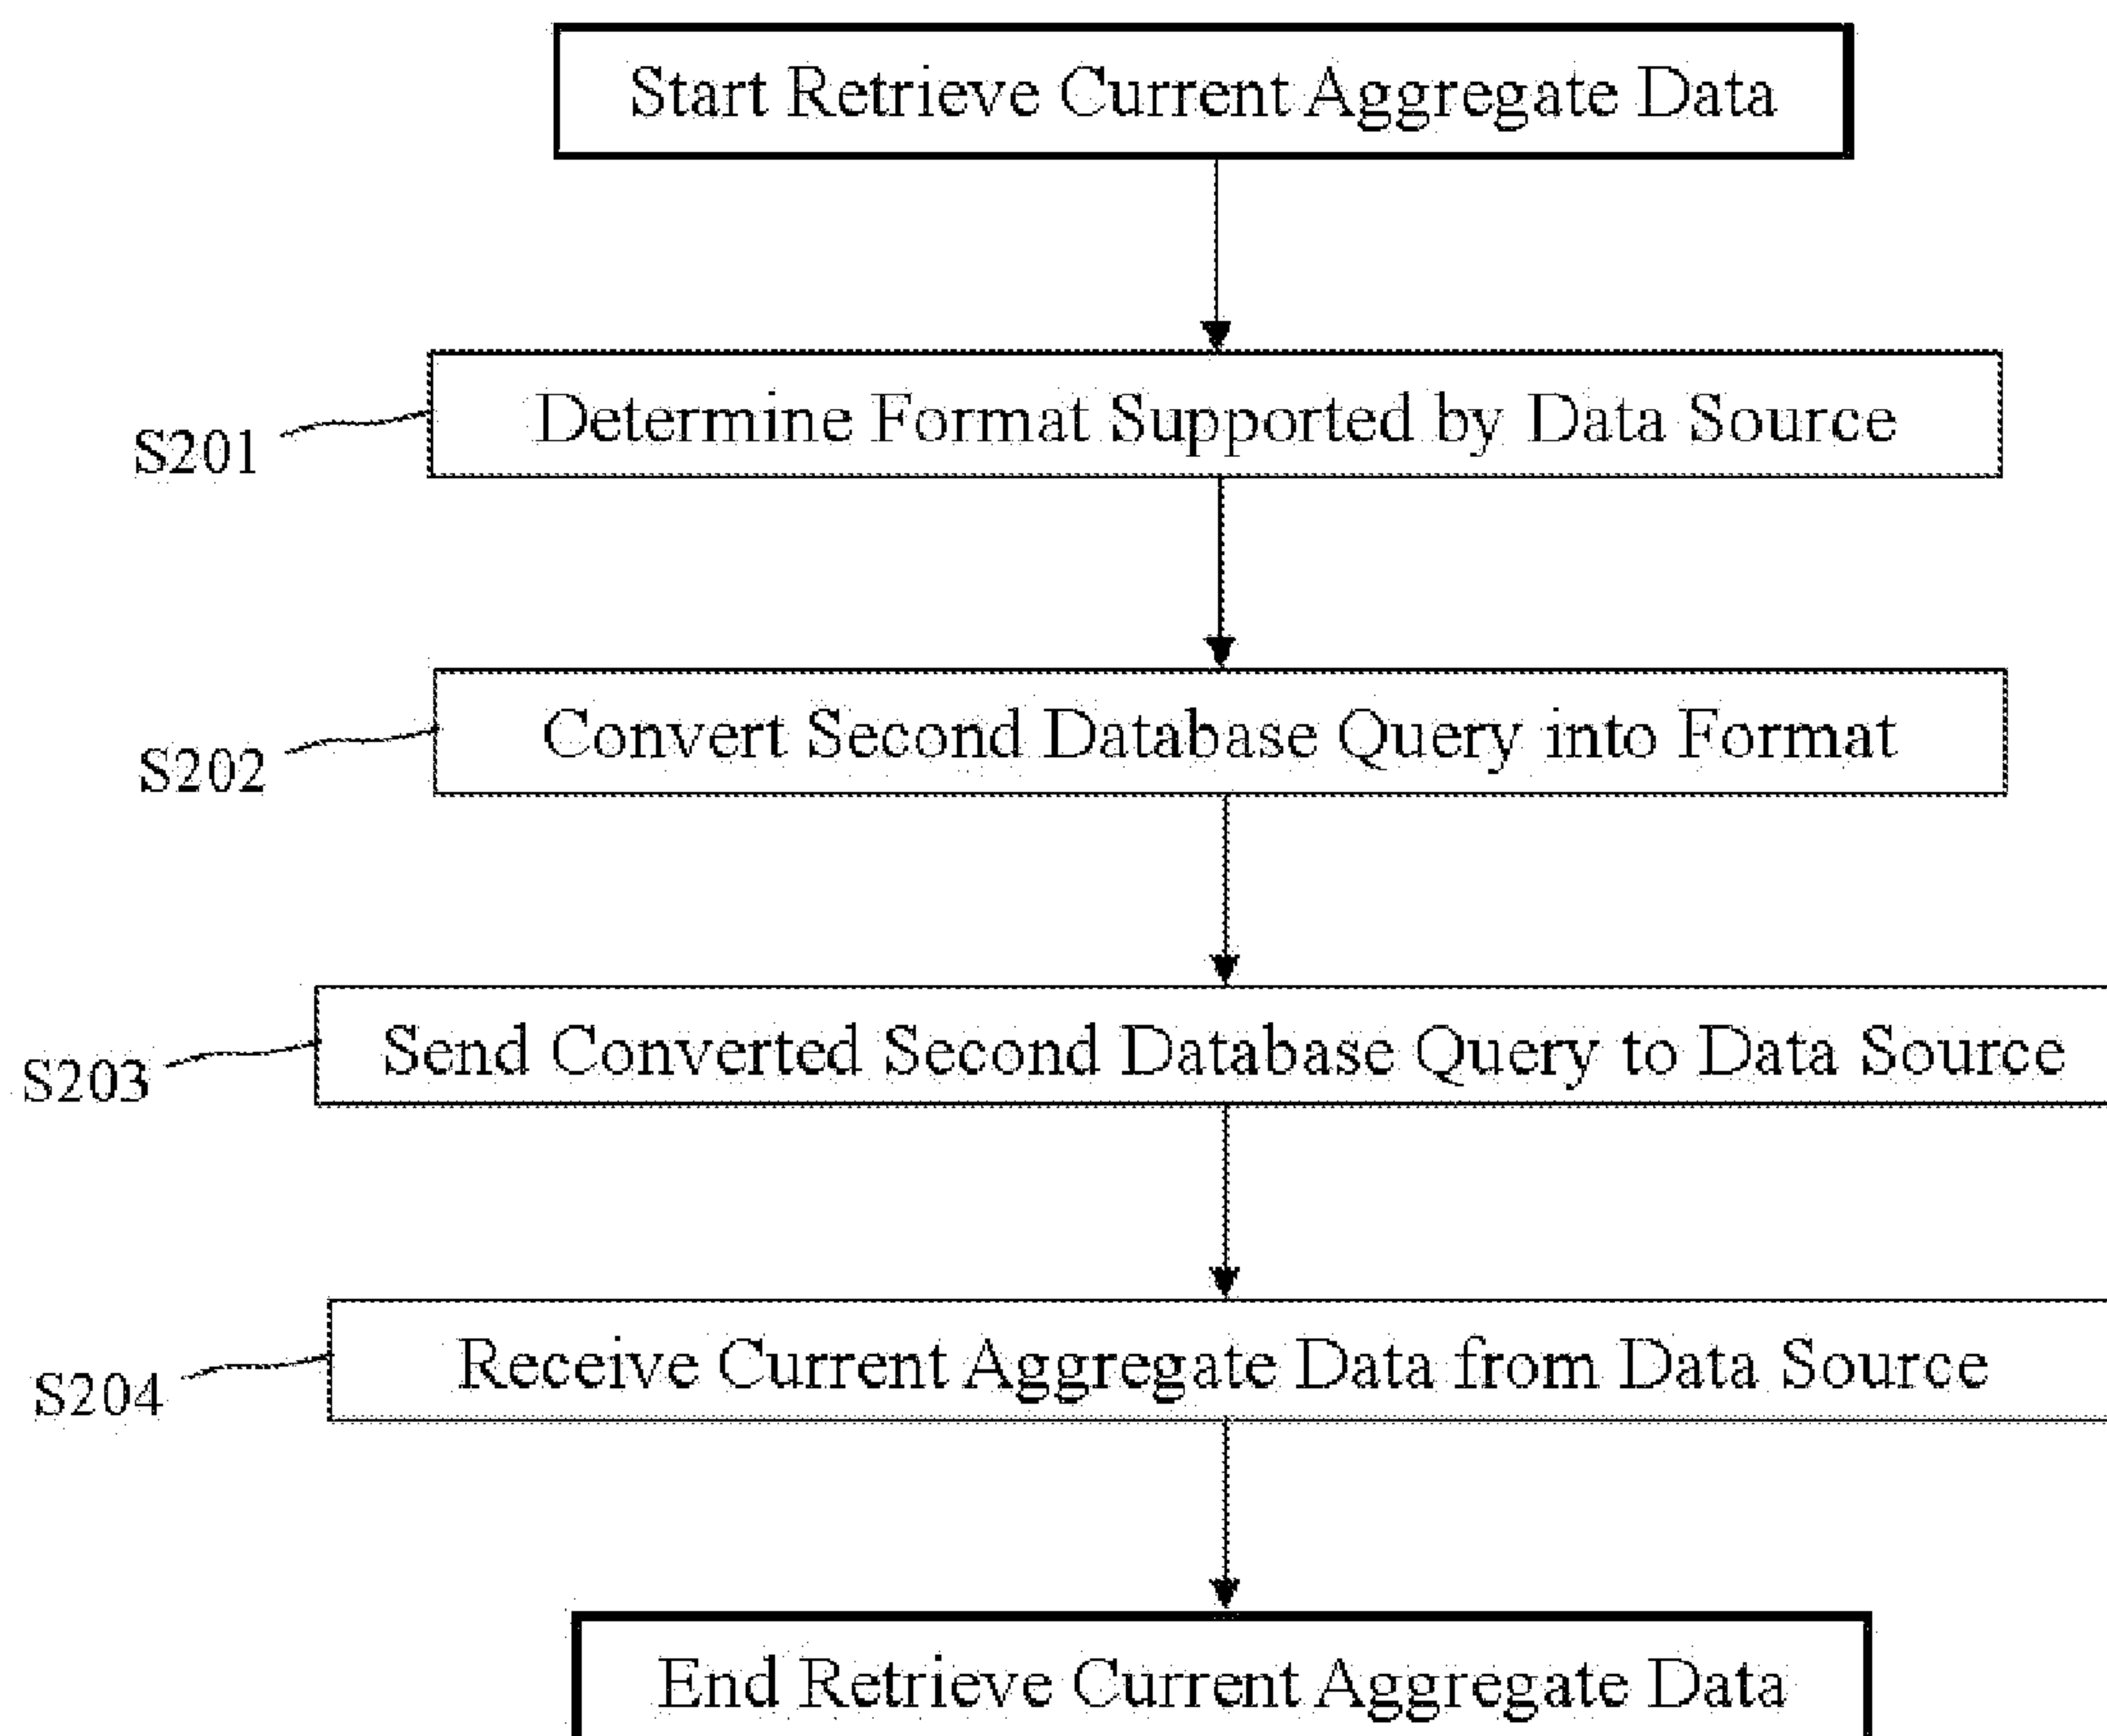 Start Retrieve Current Aggregate Data
Determine Format Supported by Data Source
S201
Convert Second Database Query into Format
S202
Send Converted Second Database Query to Data Source
S203
Receive Current Aggregate Data from Data Source
S204
End Retrieve Current Aggregate Data